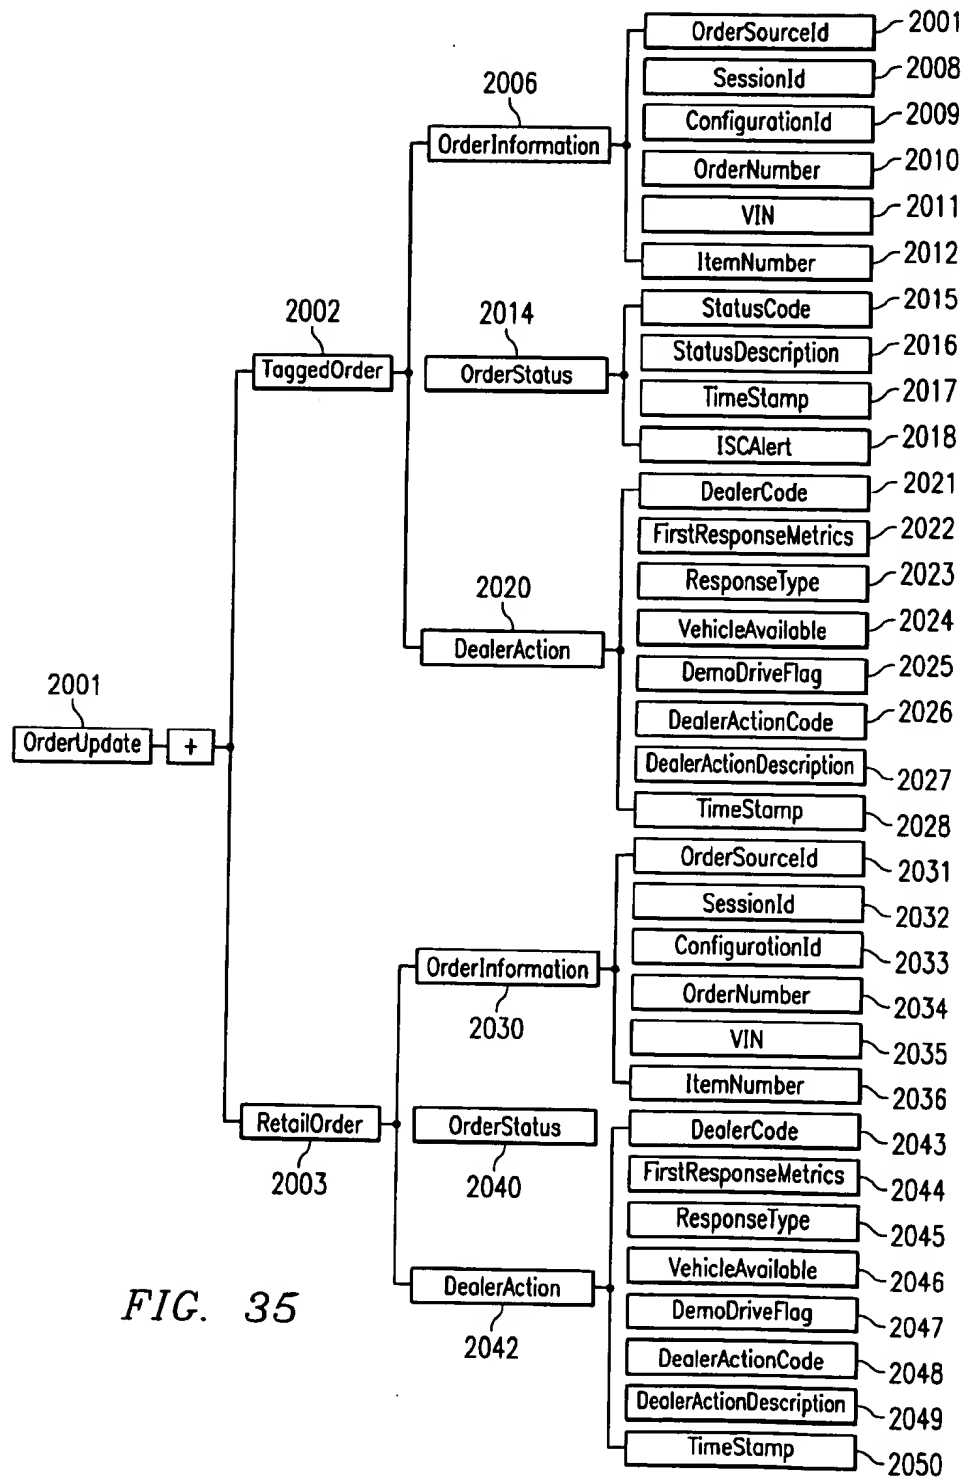 OrderSourceId 2001
SessionId 2008
2006
ConfigurationId 2009
OrderInformation
OrderNumber 2010
VIN 2011
ItemNumber 2012
2002 2014
StatusCode 2015
StatusDescription 2016
TaggedOrder OrderStatus
TimeStamp 2017
ISCAlert 2018
DealerCode 2021
FirstResponseMetrics 2022
ResponseType 2023
2020
VehicleAvailable 2024
DealerAction
DemoDriveFlag 2025
2001
DealerActionCode 2026
OrderUpdate +
DealerActionDescription 2027
TimeStamp 2028
OrderSourceId 2031
SessionId 2032
ConfigurationId 2033
OrderInformation
OrderNumber 2034
2030
VIN 2035
ItemNumber 2036
RetailOrder OrderStatus
DealerCode 2043
2003 2040
FirstResponseMetrics 2044
ResponseType 2045
VehicleAvailable 2046
DealerAction
DemoDriveFlag 2047
FIG. 35
2042
DealerActionCode 2048
DealerActionDescription 2049
TimeStamp 2050